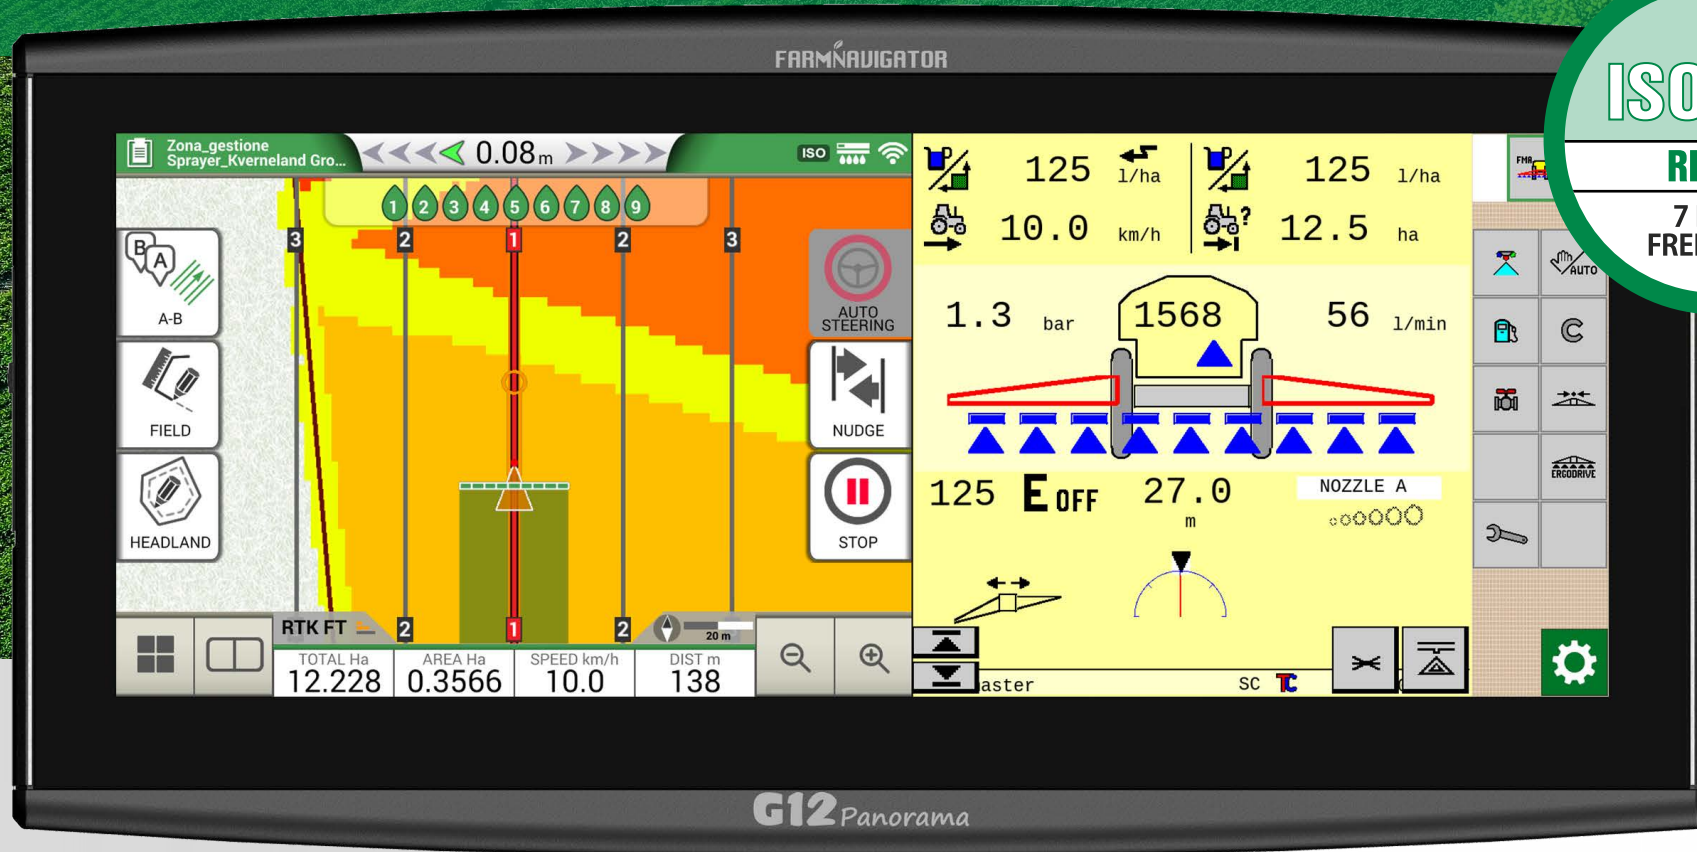 FARMNAVIGATOR
ISO
7
Zona_gestione
Sprayer_Kverneland Gro...
0.08 m
ISO
1 2 3 4 5 6 7 8 9
3 2 1 2 3
B A
A-B
FIELD
HEADLAND
AUTO
STEERING
NUDGE
STOP
RTK FT
2 1 2
20 m
TOTAL Ha
12.228
AREA Ha
0.3566
SPEED km/h
10.0
DIST m
138
P 125 l/ha
P 125 l/ha
10.0 km/h
? 12.5 ha
1.3 bar
1568
56 l/min
125 E OFF
27.0
m
NOZZLE A
SC TC
FMA
AUTO
C
ERGODRIVE
G12 Panorama